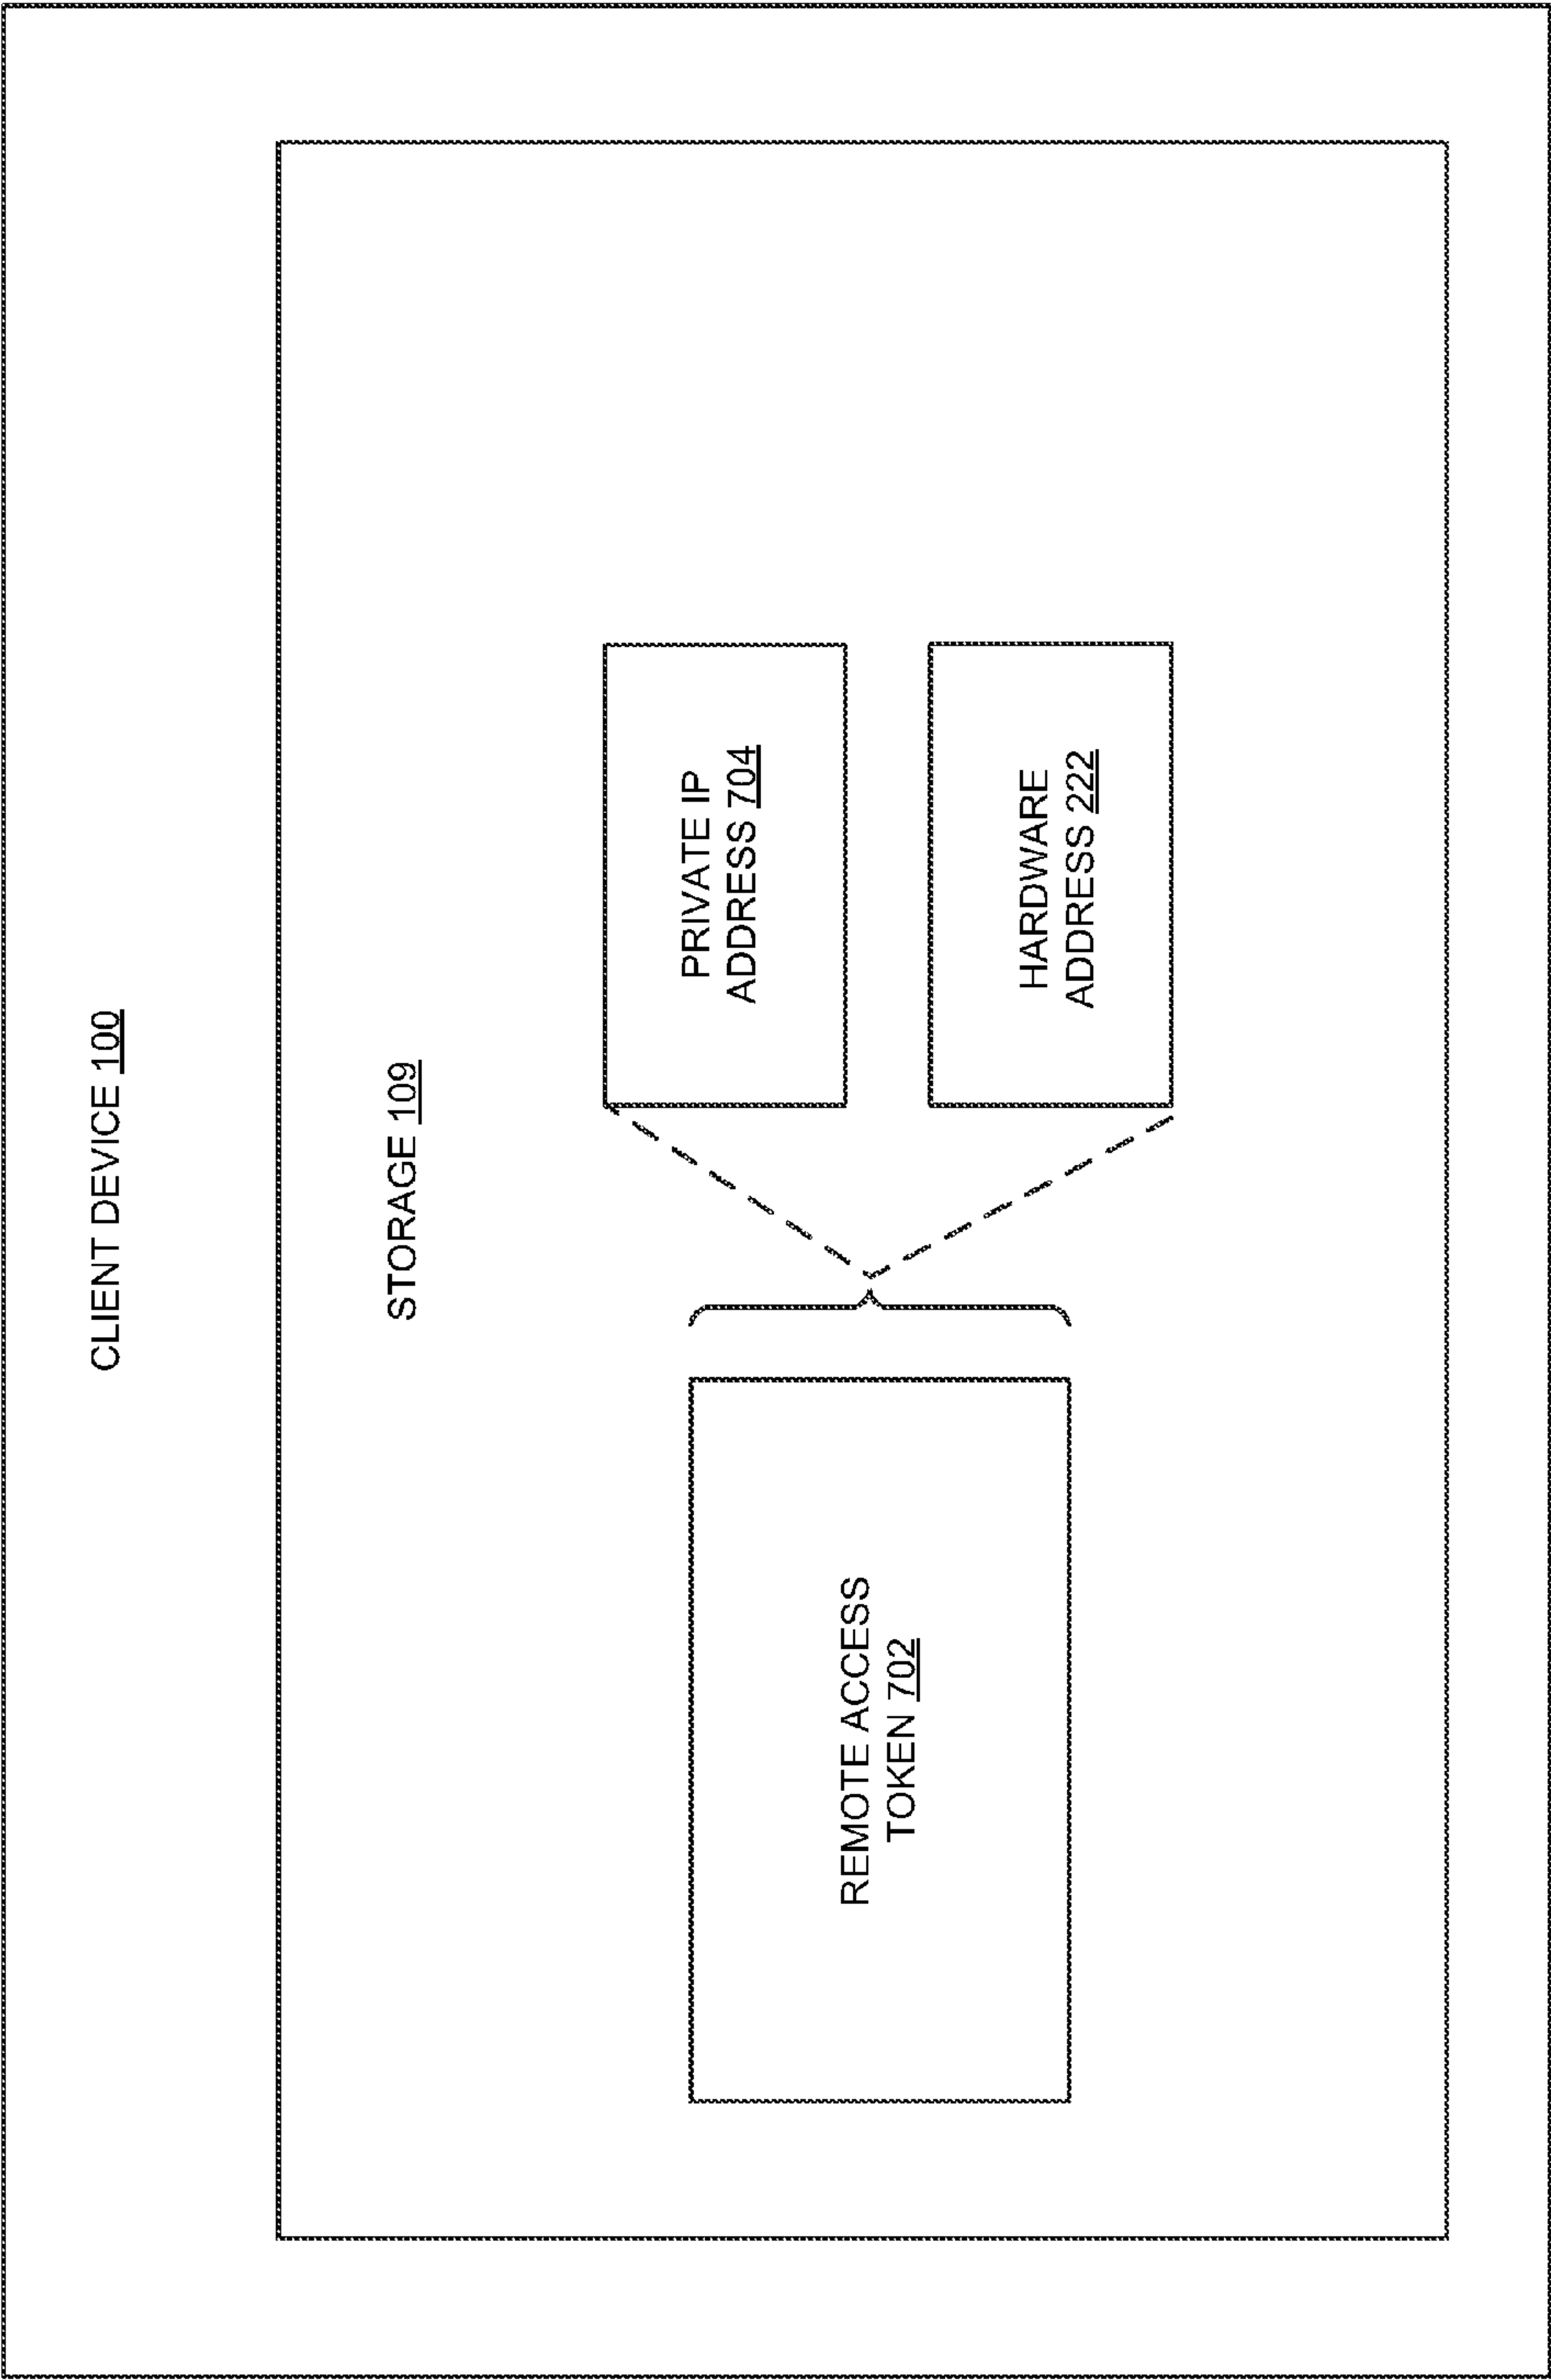 CLIENT DEVICE 100
STORAGE 109
REMOTE ACCESS
TOKEN 702
PRIVATE IP
ADDRESS 704
HARDWARE
ADDRESS 222